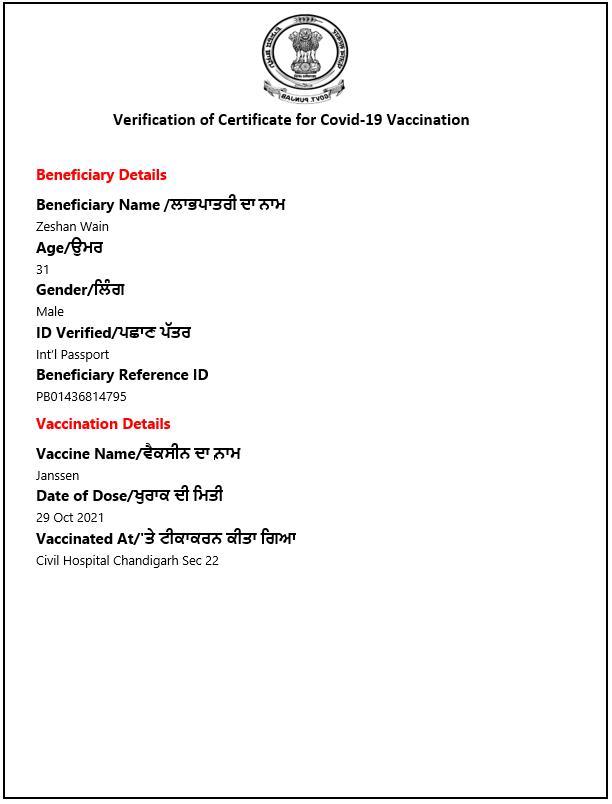 GOVT. PUNJAB
Verification of Certificate for Covid-19 Vaccination
Beneficiary Details
Beneficiary Name /ਲਾਭਪਾਤਰੀ ਦਾ ਨਾਮ
Zeshan Wain
Age/ਉਮਰ
31
Gender/ਲਿੰਗ
Male
ID Verified/ਪਛਾਣ ਪੱਤਰ
Int'l Passport
Beneficiary Reference ID
PB01436814795
Vaccination Details
Vaccine Name/ਵੈਕਸੀਨ ਦਾ ਨਾਮ
Janssen
Date of Dose/ਖੁਰਾਕ ਦੀ ਮਿਤੀ
29 Oct 2021
Vaccinated At/'ਤੇ ਟੀਕਾਕਰਨ ਕੀਤਾ ਗਿਆ
Civil Hospital Chandigarh Sec 22